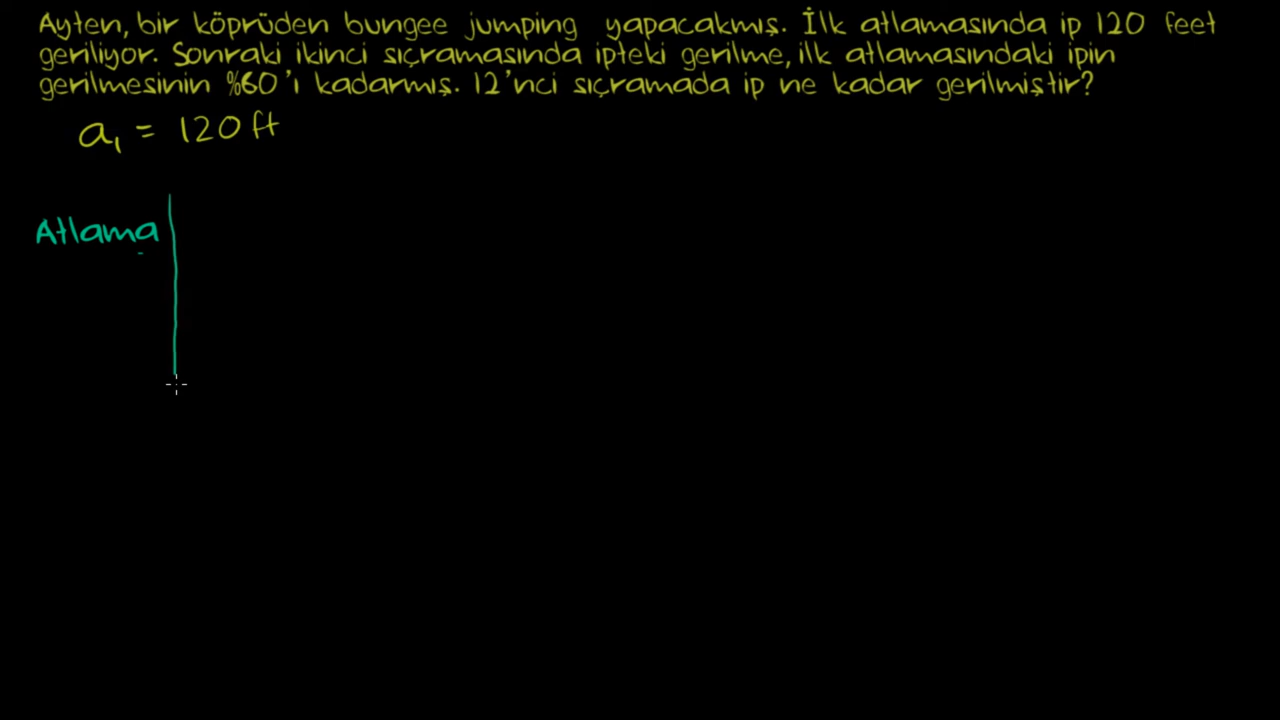 Ayten, bir köprüden bungee jumping yapacakmış. İlk atlamasında ip 120 feet
geriliyor. Sonraki ikinci sıçramasında ipteki gerilme, ilk atlamasındaki ipin
gerilmesinin %60'ı kadarmış. 12'nci sıçramada ip ne kadar gerilmiştir?
a₁ = 120 ft
Atlama